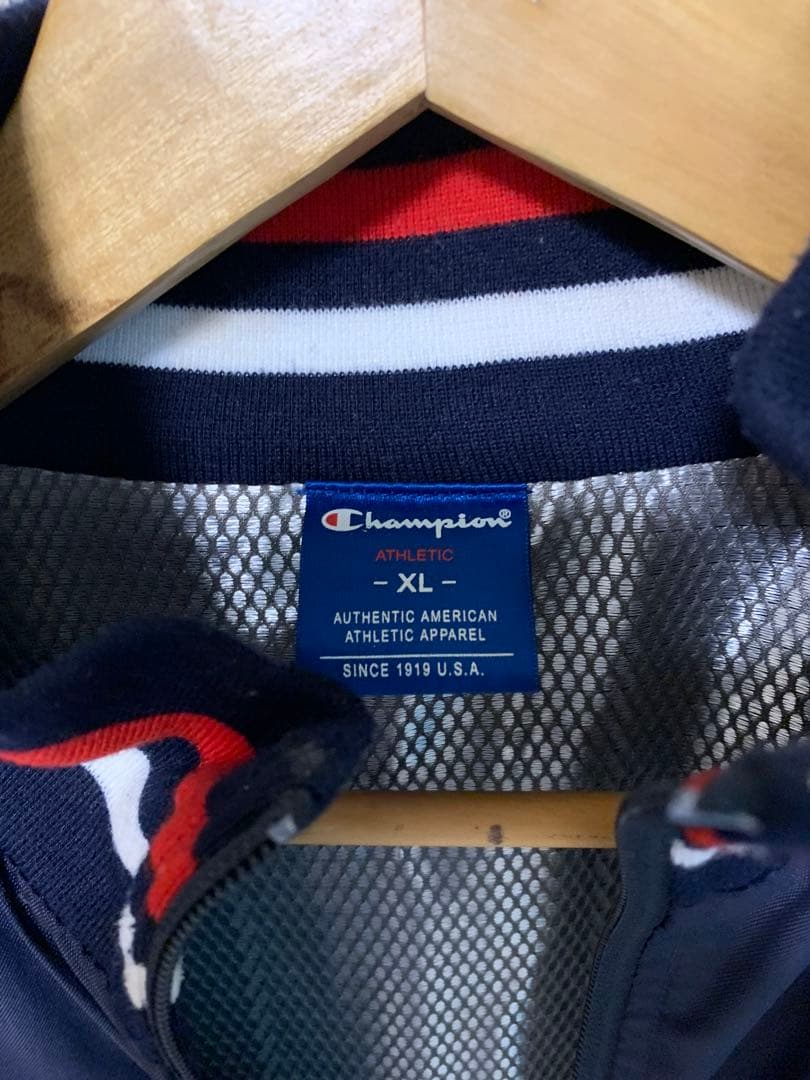 Champion®
ATHLETIC
- XL -
AUTHENTIC AMERICAN
ATHLETIC APPAREL
SINCE 1919 U.S.A.